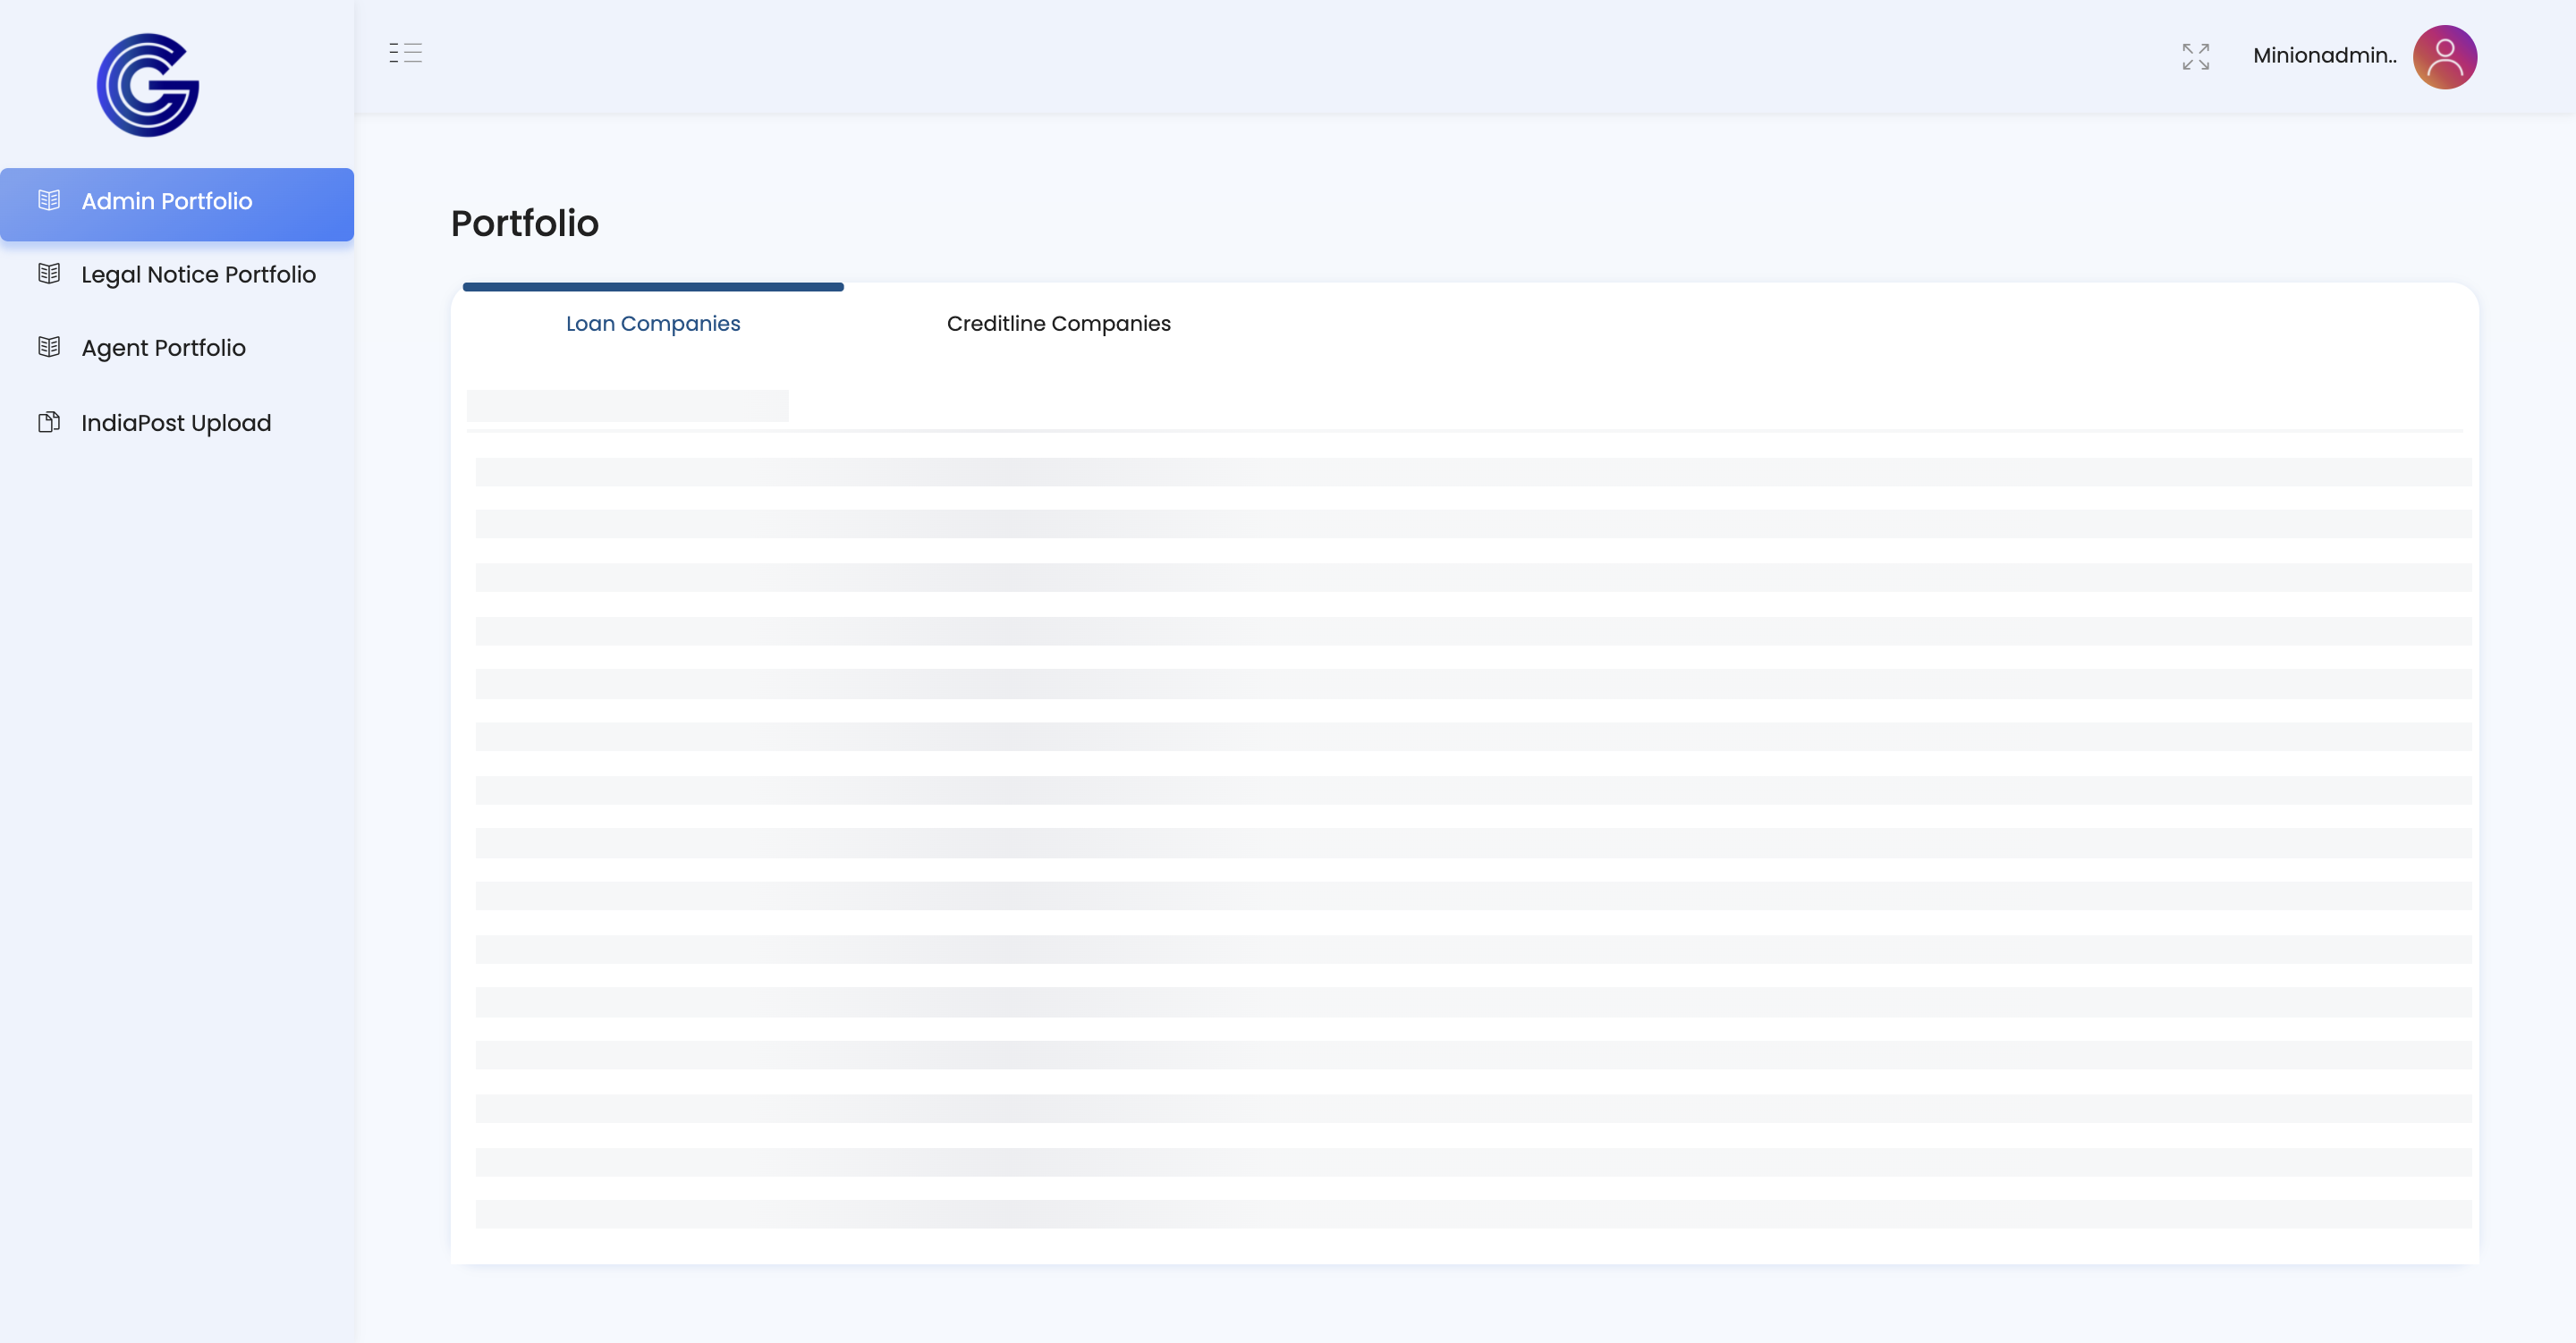 Minionadmin..
Admin Portfolio
Legal Notice Portfolio
Agent Portfolio
IndiaPost Upload
Portfolio
Loan Companies
Creditline Companies